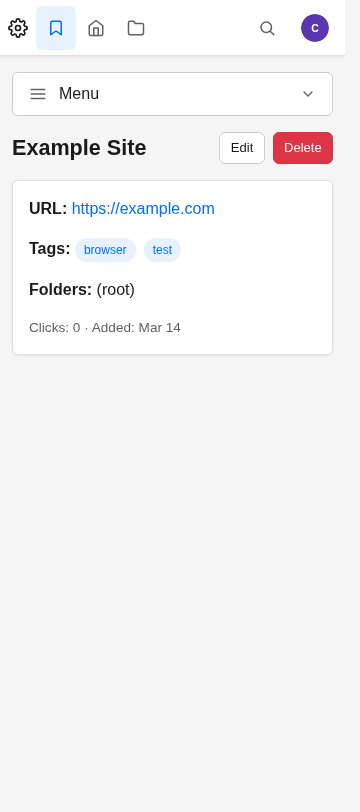 C
Menu
Example Site
Edit
Delete
URL: https://example.com
Tags: browser test
Folders: (root)
Clicks: 0 · Added: Mar 14